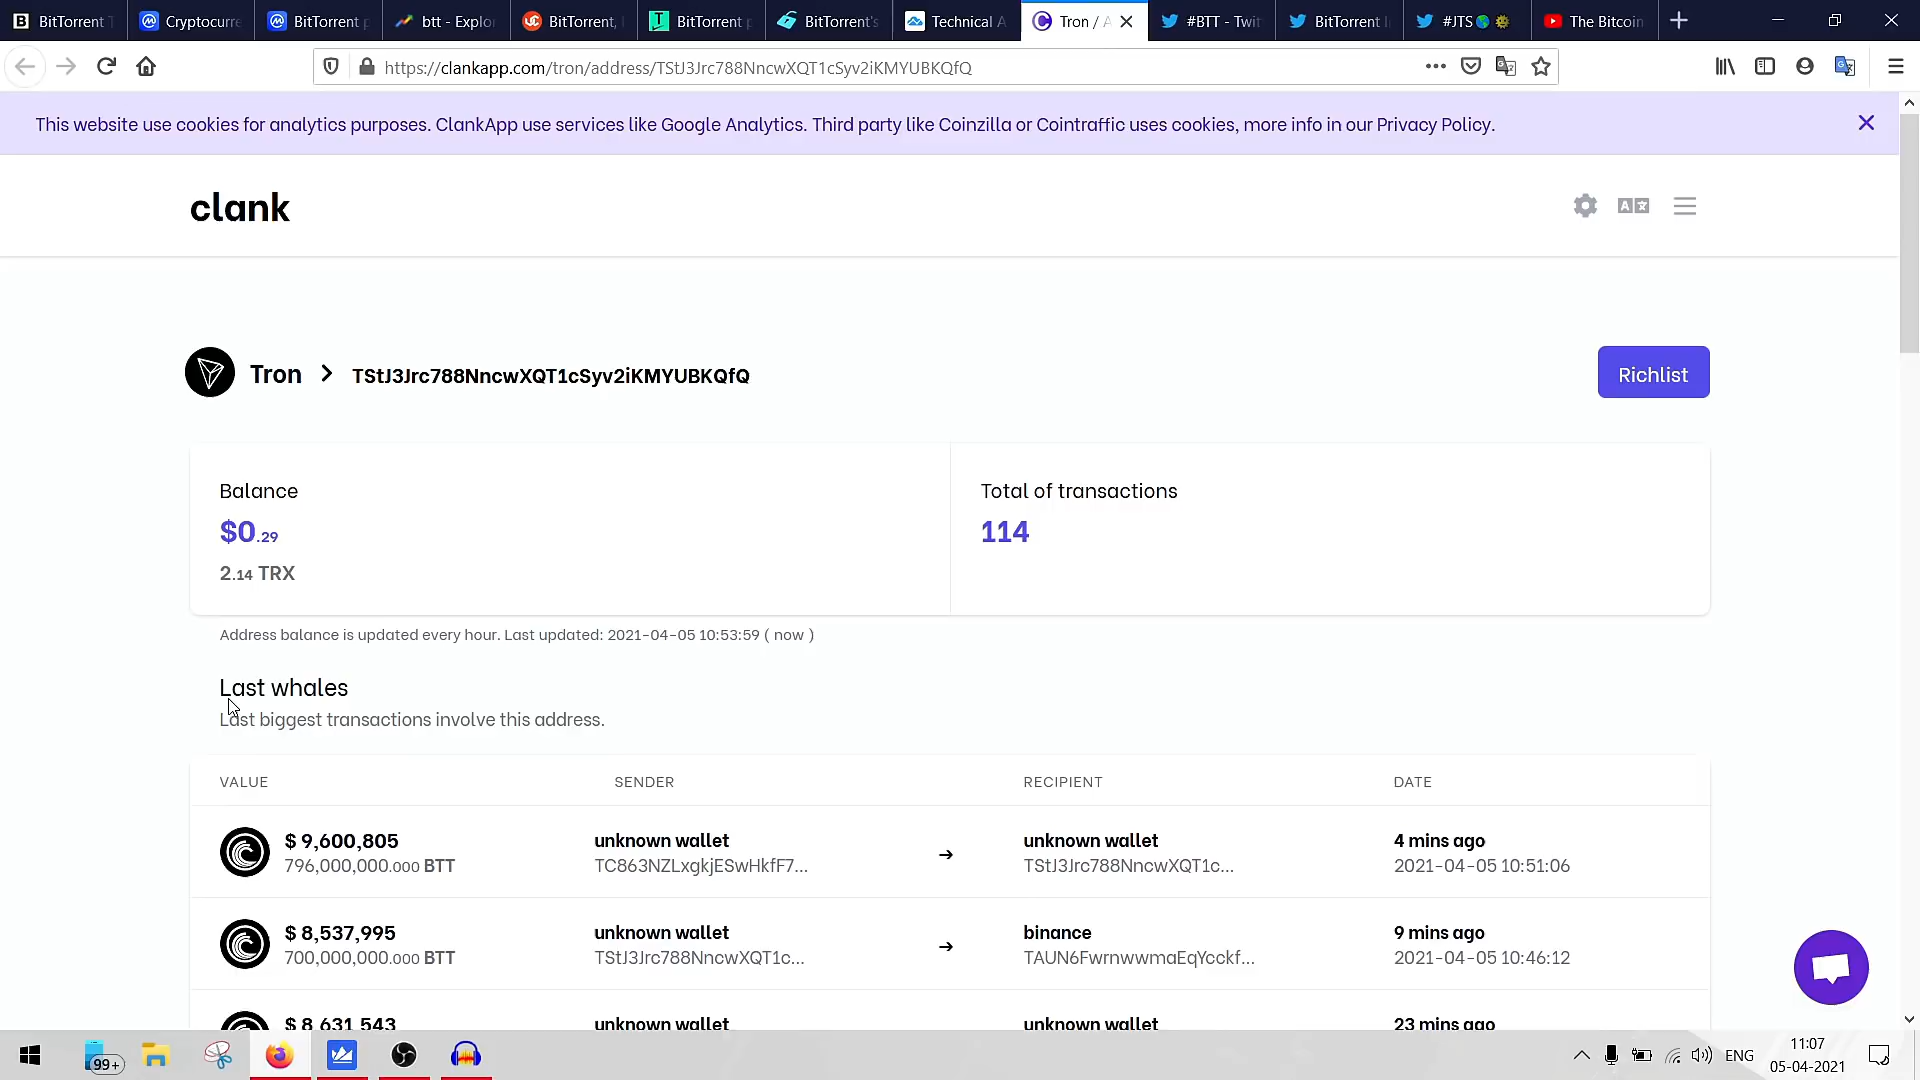 BitTorrent T
Cryptocurre
BitTorrent p
btt - Explo
BitTorrent,
BitTorrent p
BitTorrent's
Technical A
Tron / A
#BTT - Twit
BitTorrent I
#JTS
The Bitcoin
https://clankapp.com/tron/address/TStJ3Jrc788NncwXQT1cSyv2iKMYUBKQfQ
This website use cookies for analytics purposes. ClankApp use services like Google Analytics. Third party like Coinzilla or Cointraffic uses cookies, more info in our Privacy Policy.
clank
Tron > TStJ3Jrc788NncwXQT1cSyv2iKMYUBKQfQ
Richlist
Balance
$0.29
2.14 TRX
Total of transactions
114
Address balance is updated every hour. Last updated: 2021-04-05 10:53:59 ( now )
Last whales
Last biggest transactions involve this address.
VALUE SENDER RECIPIENT DATE
$ 9,600,805 unknown wallet → unknown wallet 4 mins ago
796,000,000.000 BTT TC863NZLxgkjESwHkfF7... TStJ3Jrc788NncwXQT1c... 2021-04-05 10:51:06
$ 8,537,995 unknown wallet → binance 9 mins ago
700,000,000.000 BTT TStJ3Jrc788NncwXQT1c... TAUN6FwrnwwmaEqYcckf... 2021-04-05 10:46:12
$ 8,631,543 unknown wallet unknown wallet 23 mins ago
99+
ENG
11:07
05-04-2021